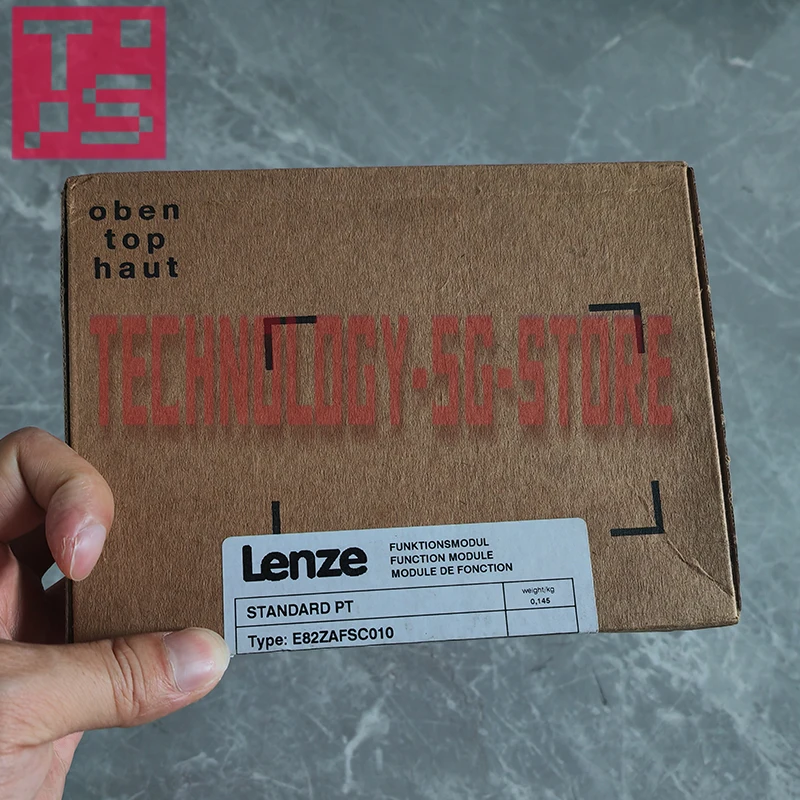 T S
oben
top
haut
TECHNOLOGY·SG·STORE
Lenze
FUNKTIONSMODUL
FUNCTION MODULE
MODULE DE FONCTION
STANDARD PT
weight/kg
0,145
Type: E82ZAFSC010